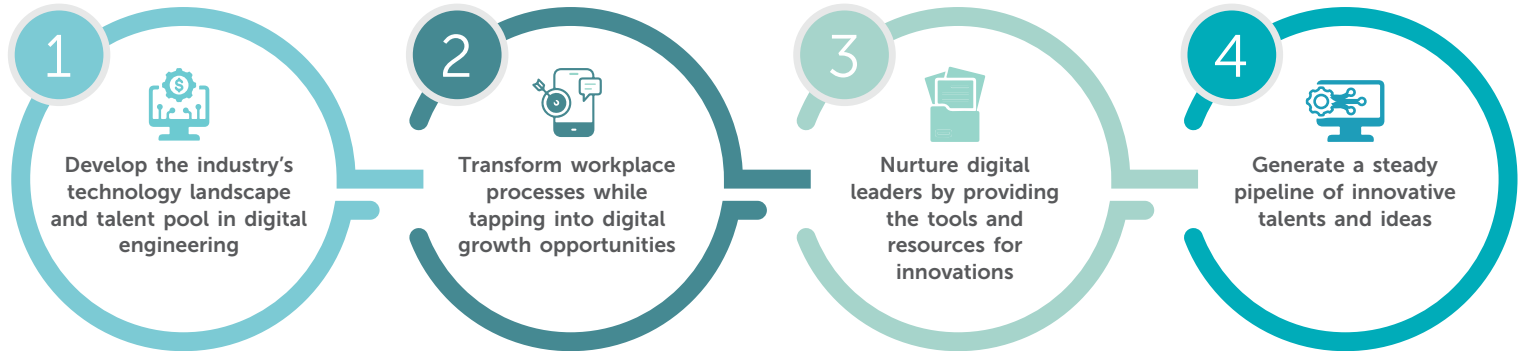 1
Develop the industry's
technology landscape
and talent pool in digital
engineering
2
Transform workplace
processes while
tapping into digital
growth opportunities
3
Nurture digital
leaders by providing
the tools and
resources for
innovations
4
Generate a steady
pipeline of innovative
talents and ideas